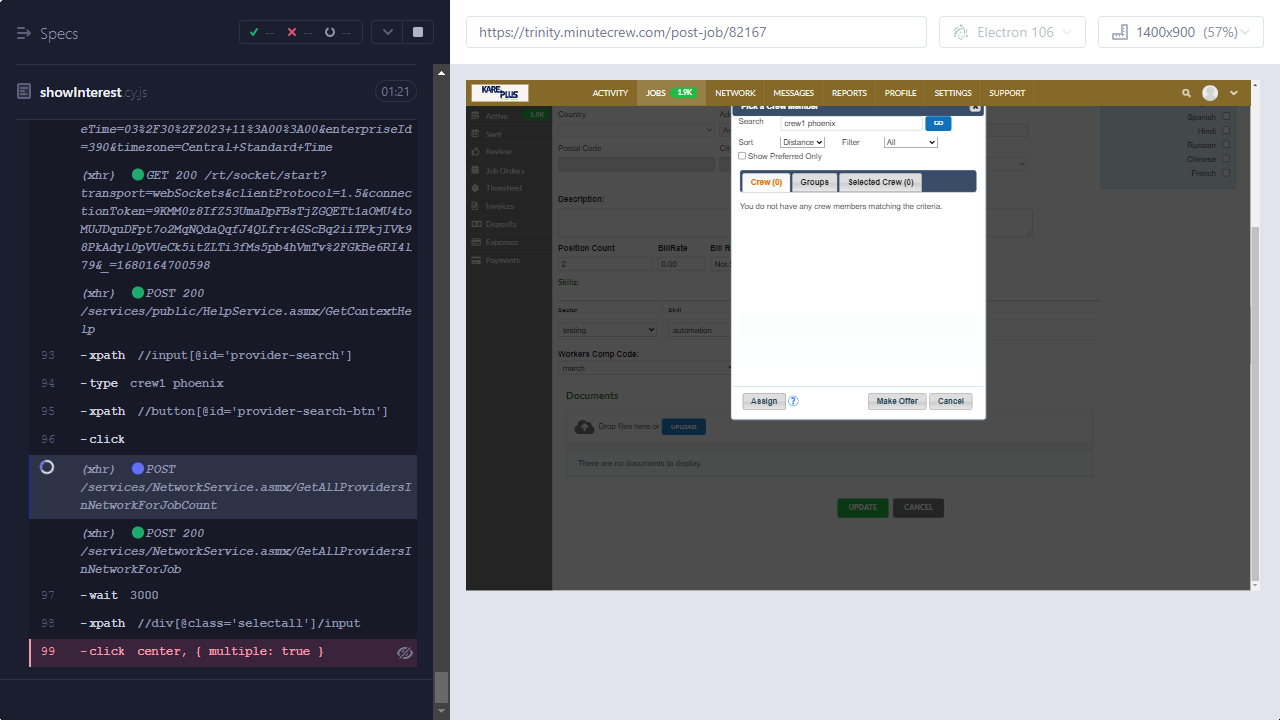 Specs
--
--
--
https://trinity.minutecrew.com/post-job/82167
Electron 106
1400x900 (57%)
showInterest.cy.js
01:21
eTime=03%2F30%2F2023+11%3A00%3A00&enterpriseId
=5390&timezone=Central+Standard+Time
(xhr) GET 200 /rt/socket/start?
transport=webSockets&clientProtocol=1.5&connec
(xhr) POST 200
/services/public/HelpService.asmx/GetContextHe
lp
93 -xpath //input[@id='provider-search']
94 -type crew1 phoenix
95 -xpath //button[@id='provider-search-btn']
96 -click
(xhr) POST
/services/NetworkService.asmx/GetAllProvidersI
nNetworkForJobCount
(xhr) POST 200
/services/NetworkService.asmx/GetAllProvidersI
nNetworkForJob
97 -wait 3000
98 -xpath //div[@class='selectall']/input
99 -click center, { multiple: true }
KARE PLUS
ACTIVITY JOBS 1.9K NETWORK MESSAGES REPORTS PROFILE SETTINGS SUPPORT
Active 1.9K
Sent
Review
Job Orders
Timesheet
Invoices
Deposits
Expenses
Payments
Country
Postal Code
Description:
Position Count BillRate
2 0.00
Skills:
Sector Skill
testing automation
Workers Comp Code:
march
Documents
Drop files here or UPLOAD
There are no documents to display
UPDATE CANCEL
Pick a Crew Member
Search crew1 phoenix GO
Sort Distance Filter All
Show Preferred Only
Crew (0) Groups Selected Crew (0)
You do not have any crew members matching the criteria.
Assign ? Make Offer Cancel
Spanish
Hindi
Russian
Chinese
French